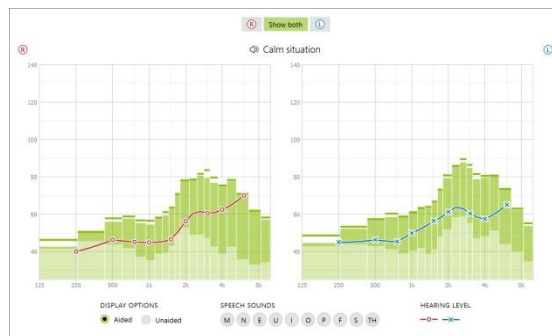 R Show both L
R Calm situation L
140 140
120 120
100 100
80 80
60 60
40 40
125 250 500 1k 2k 4k 8k 125 250 500 1k 2k 4k 8k
DISPLAY OPTIONS SPEECH SOUNDS HEARING LEVEL
Aided Unaided M N E U I O P F S TH